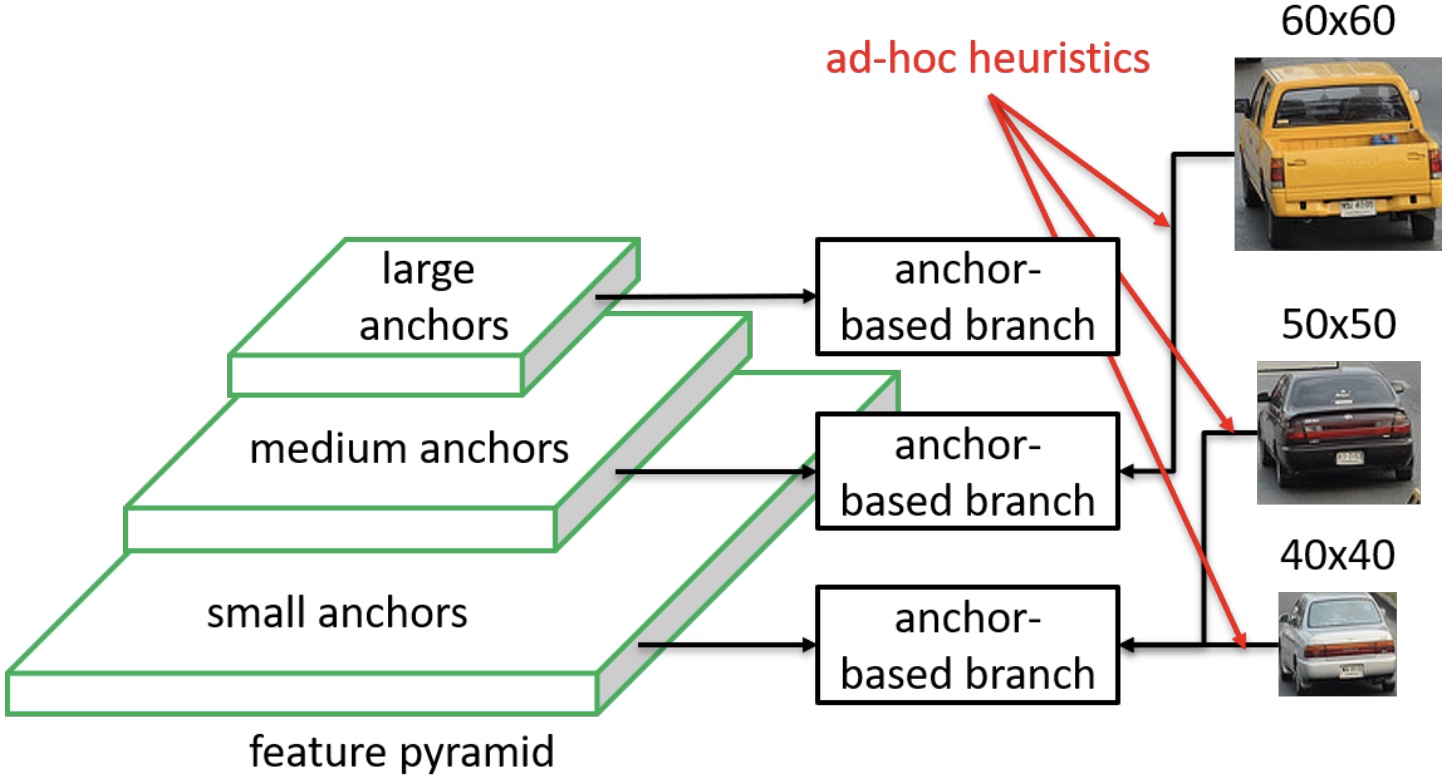 60x60
ad-hoc heuristics
large
anchors
anchor-
based branch
50x50
medium anchors
anchor-
based branch
40x40
small anchors
anchor-
based branch
feature pyramid